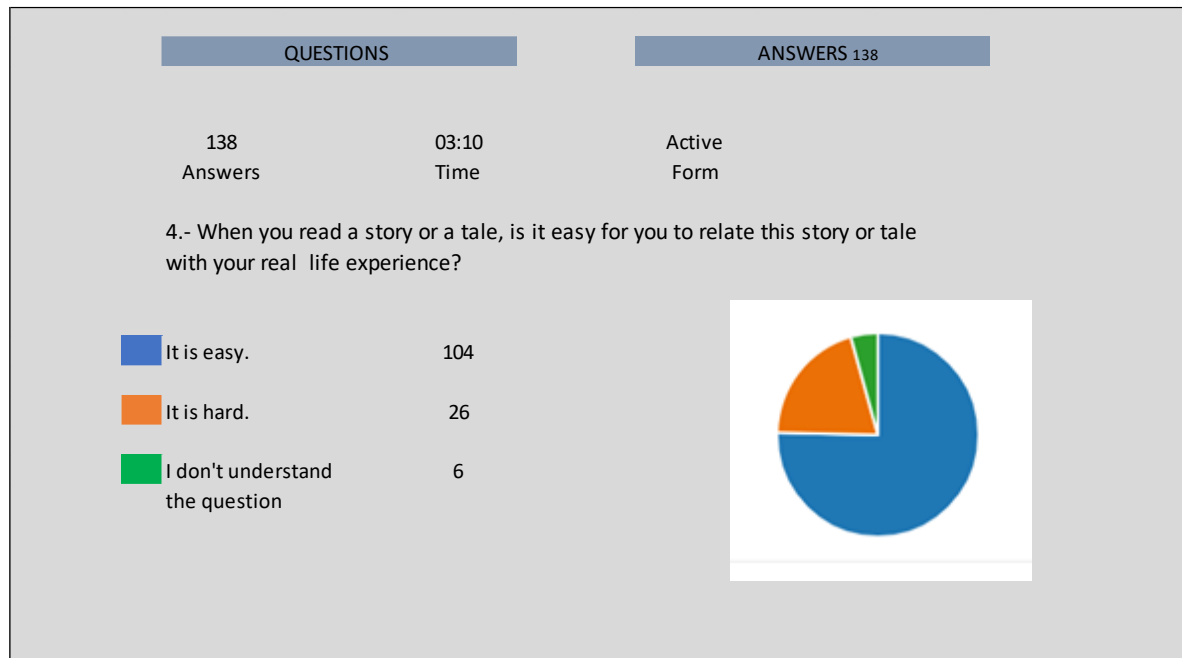 QUESTIONS
ANSWERS 138
138
03:10
Active
Answers
Time
Form
4.- When you read a story or a tale, is it easy for you to relate this story or tale
with your real  life experience?
It is easy.
104
It is hard.
26
I don't understand
6
the question